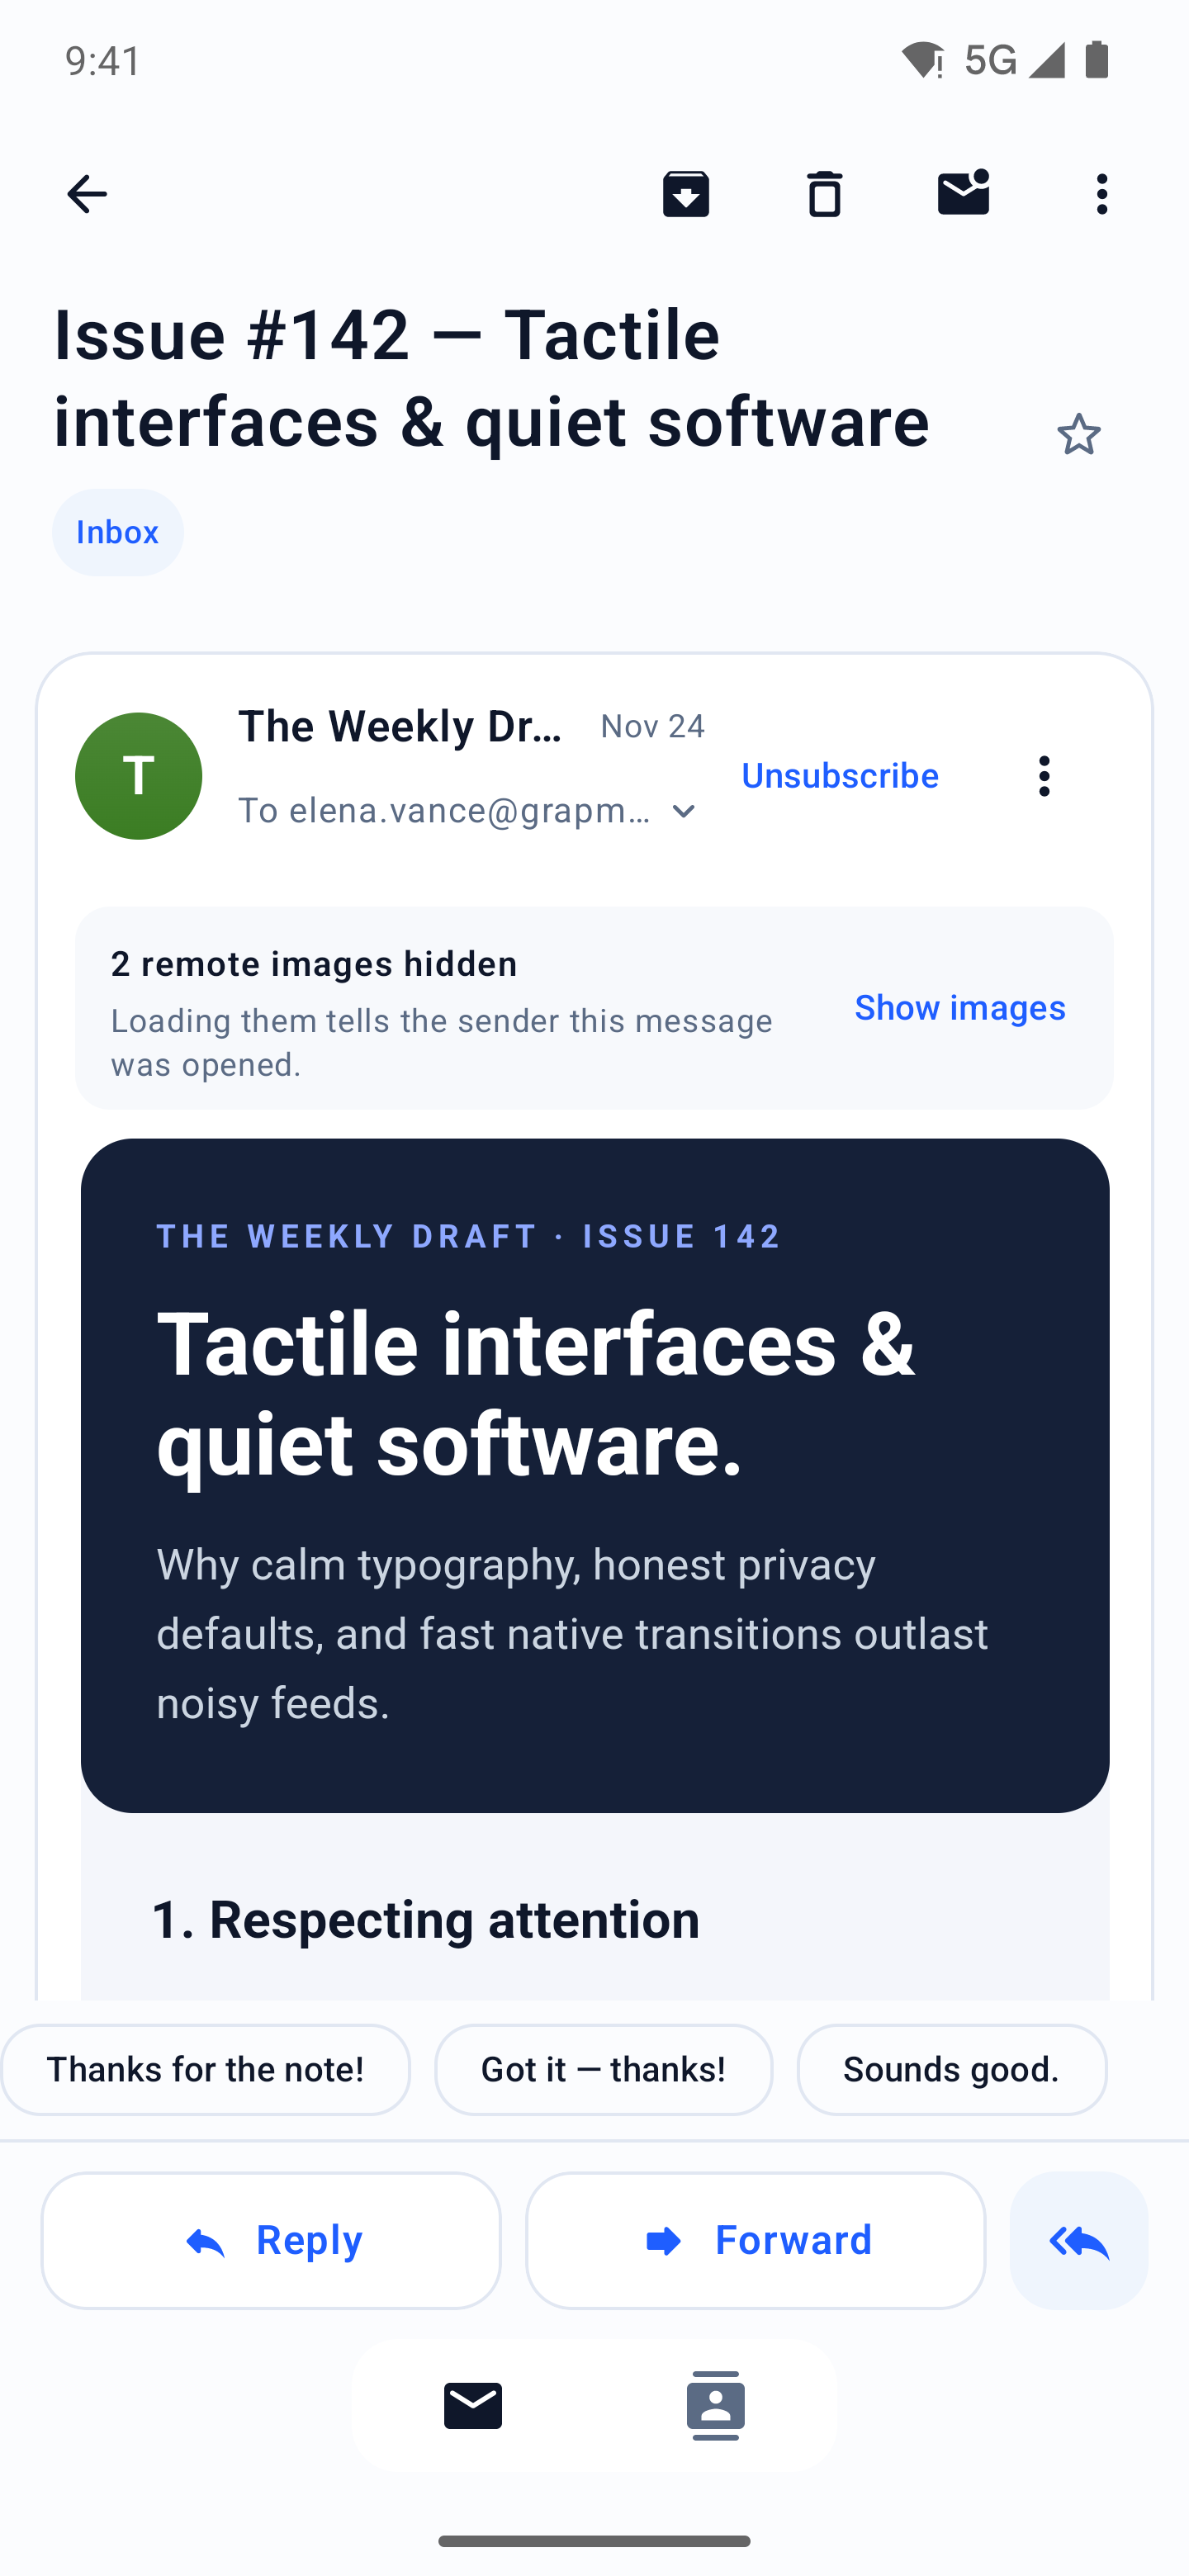 9:41
5G
Issue #142 — Tactile
interfaces & quiet software
Inbox
T
The Weekly Dr...
Nov 24
To elena.vance@grapm...
Unsubscribe
2 remote images hidden
Loading them tells the sender this message
was opened.
Show images
THE WEEKLY DRAFT · ISSUE 142
Tactile interfaces &
quiet software.
Why calm typography, honest privacy
defaults, and fast native transitions outlast
noisy feeds.
1. Respecting attention
Thanks for the note!
Got it — thanks!
Sounds good.
Reply
Forward